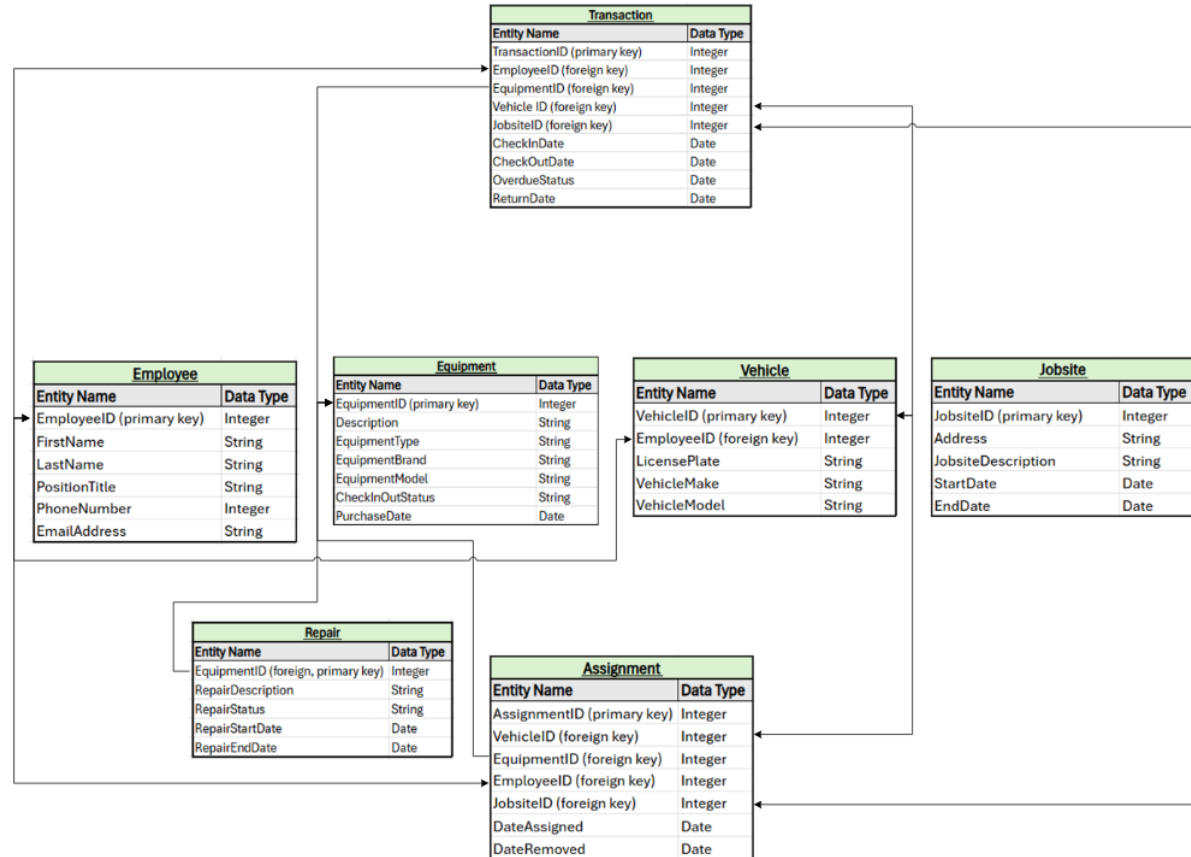 Transaction
Entity Name Data Type
TransactionID (primary key) Integer
EmployeeID (foreign key) Integer
EquipmentID (foreign key) Integer
Vehicle ID (foreign key) Integer
JobsiteID (foreign key) Integer
CheckInDate Date
CheckOutDate Date
OverdueStatus Date
ReturnDate Date
Employee
Entity Name Data Type
EmployeeID (primary key) Integer
FirstName String
LastName String
PositionTitle String
PhoneNumber Integer
EmailAddress String
Equipment
Entity Name Data Type
EquipmentID (primary key) Integer
Description String
EquipmentType String
EquipmentBrand String
EquipmentModel String
CheckInOutStatus String
PurchaseDate Date
Vehicle
Entity Name Data Type
VehicleID (primary key) Integer
EmployeeID (foreign key) Integer
LicensePlate String
VehicleMake String
VehicleModel String
Jobsite
Entity Name Data Type
JobsiteID (primary key) Integer
Address String
JobsiteDescription String
StartDate Date
EndDate Date
Repair
Entity Name Data Type
EquipmentID (foreign, primary key) Integer
RepairDescription String
RepairStatus String
RepairStartDate Date
RepairEndDate Date
Assignment
Entity Name Data Type
AssignmentID (primary key) Integer
VehicleID (foreign key) Integer
EquipmentID (foreign key) Integer
EmployeeID (foreign key) Integer
JobsiteID (foreign key) Integer
DateAssigned Date
DateRemoved Date